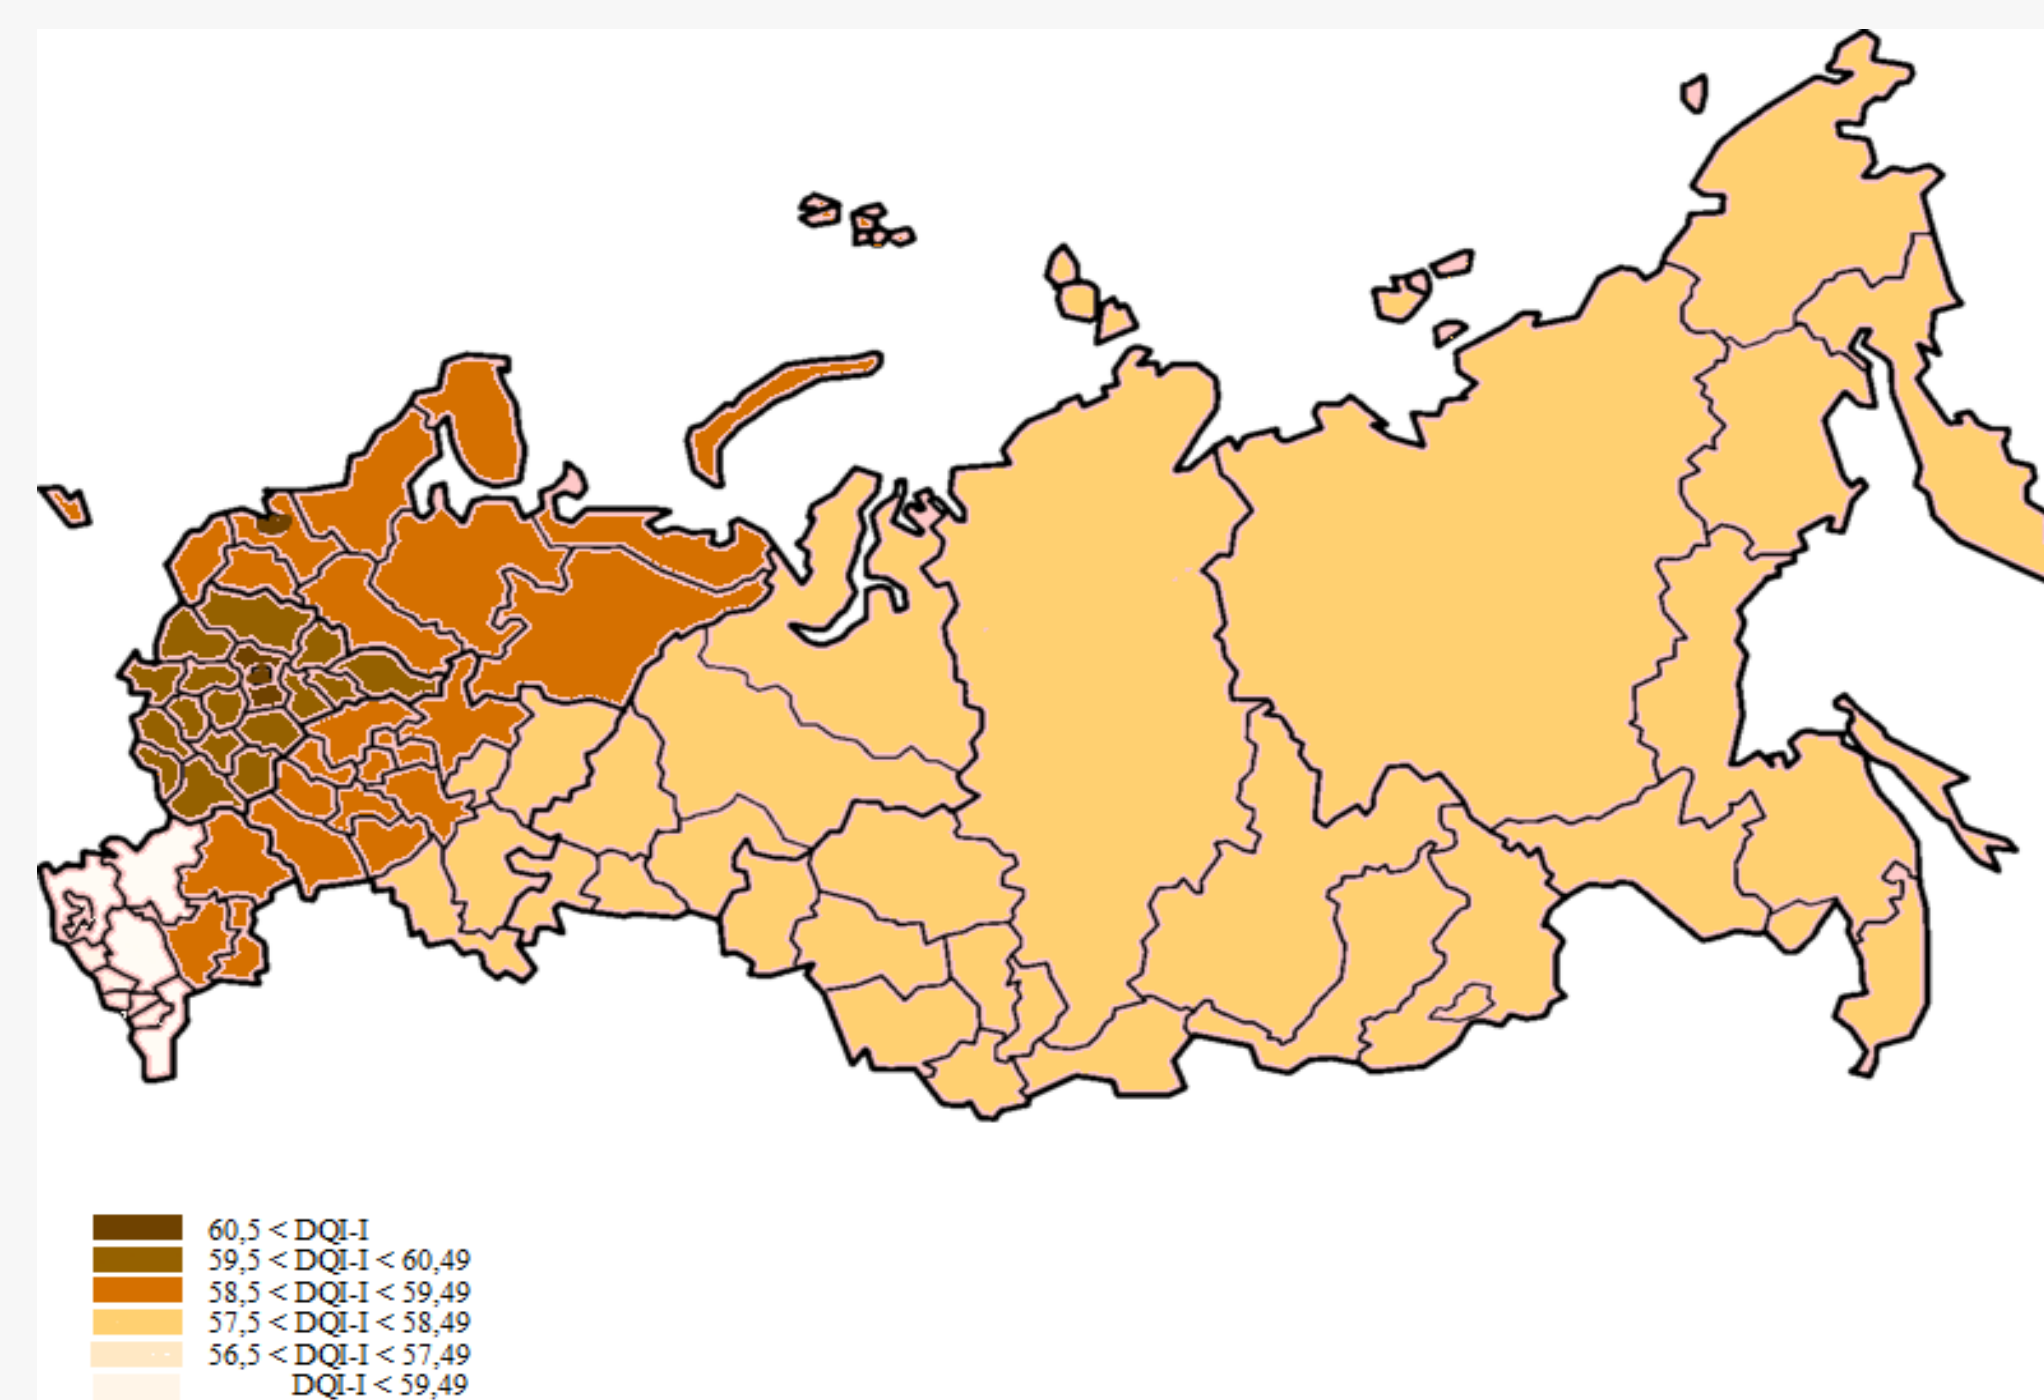 60,5 < DQI-I
59,5 < DQI-I < 60,49
58,5 < DQI-I < 59,49
57,5 < DQI-I < 58,49
56,5 < DQI-I < 57,49
DQI-I < 59,49